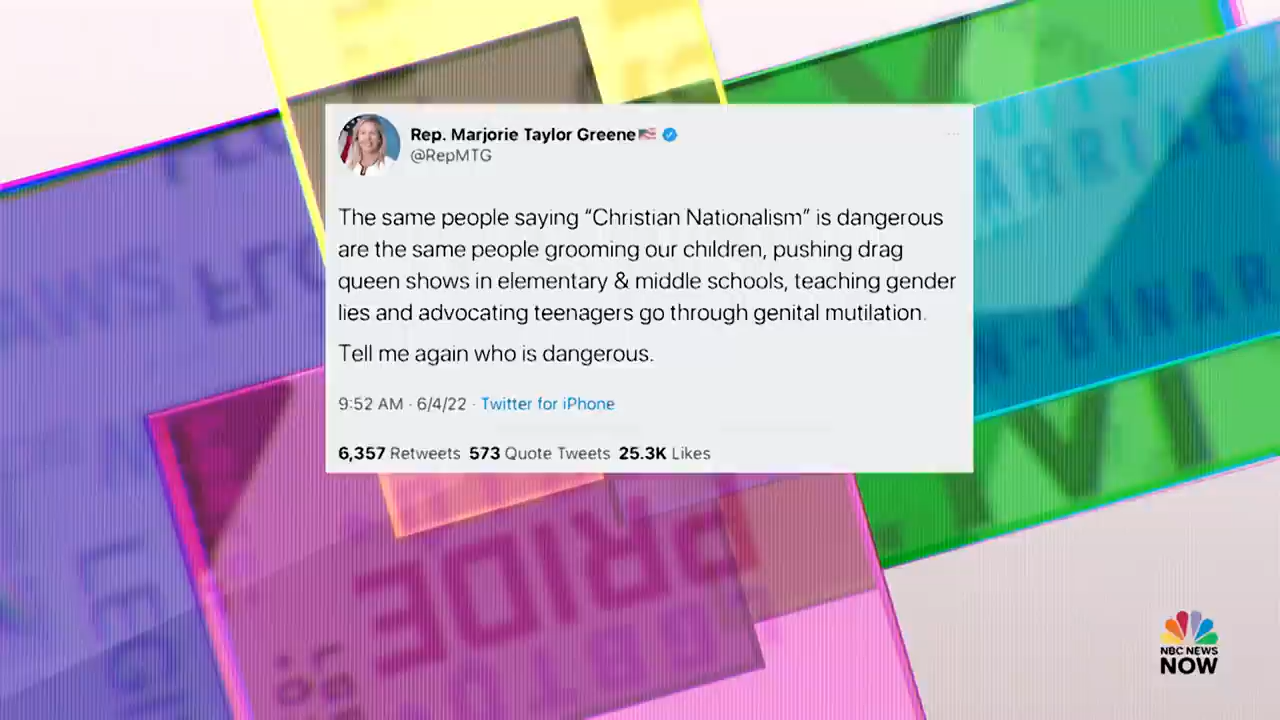 Rep. Marjorie Taylor Greene
@RepMTG
The same people saying “Christian Nationalism” is dangerous
are the same people grooming our children, pushing drag
queen shows in elementary & middle schools, teaching gender
lies and advocating teenagers go through genital mutilation.
Tell me again who is dangerous.
9:52 AM · 6/4/22 · Twitter for iPhone
6,357 Retweets 573 Quote Tweets 25.3K Likes
PRIDE
NBC NEWS
NOW